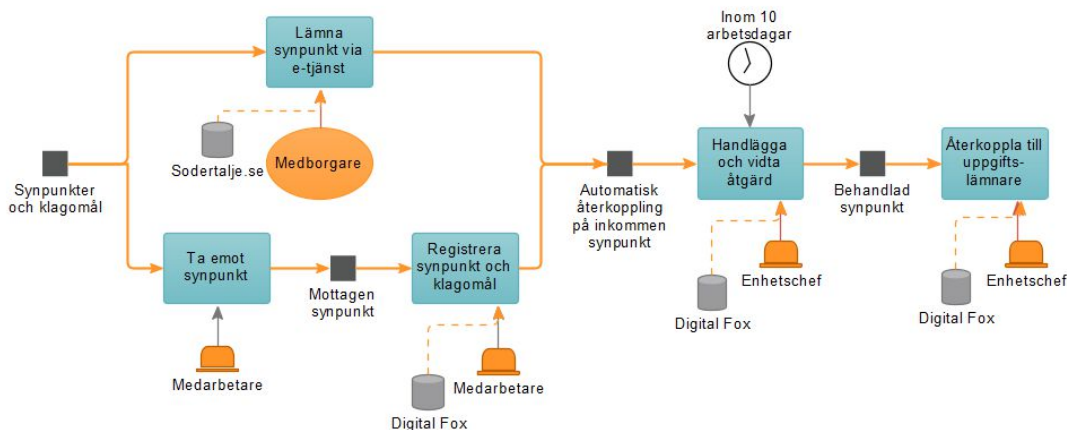 Lämna
synpunkt via
e-tjänst
Inom 10
arbetsdagar
Sodertalje.se
Medborgare
Synpunkter
och klagomål
Automatisk
återkoppling
på inkommen
synpunkt
Handlägga
och vidta
åtgärd
Behandlad
synpunkt
Återkoppla till
uppgifts-
lämnare
Ta emot
synpunkt
Mottagen
synpunkt
Registrera
synpunkt och
klagomål
Enhetschef
Digital Fox
Enhetschef
Digital Fox
Medarbetare
Medarbetare
Digital Fox